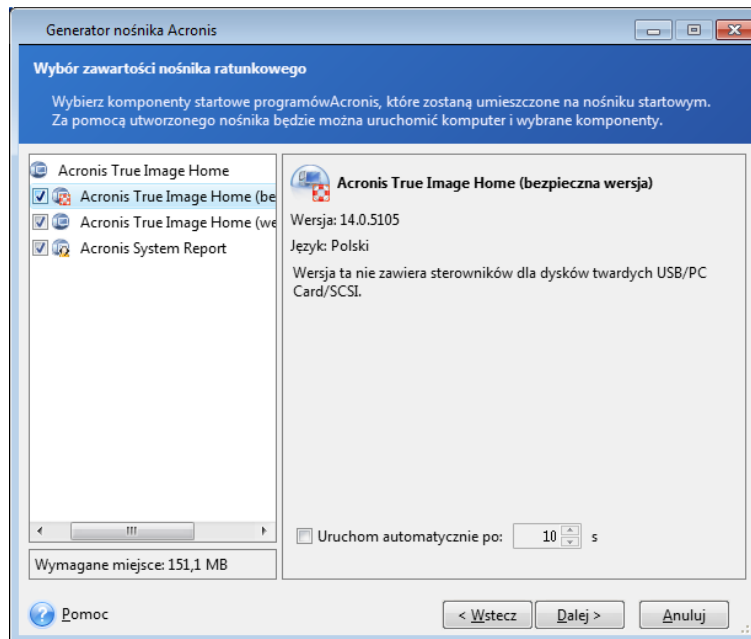 Generator nośnika Acronis
Wybór zawartości nośnika ratunkowego
Wybierz komponenty startowe programówAcronis, które zostaną umieszczone na nośniku startowym.
Za pomocą utworzonego nośnika będzie można uruchomić komputer i wybrane komponenty.
Acronis True Image Home
Acronis True Image Home (be
Acronis True Image Home (we
Acronis System Report
Wymagane miejsce: 151,1 MB
Acronis True Image Home (bezpieczna wersja)
Wersja: 14.0.5105
Język: Polski
Wersja ta nie zawiera sterowników dla dysków twardych USB/PC
Card/SCSI.
Uruchom automatycznie po: 10 s
Pomoc
< Wstecz
Dalej >
Anuluj